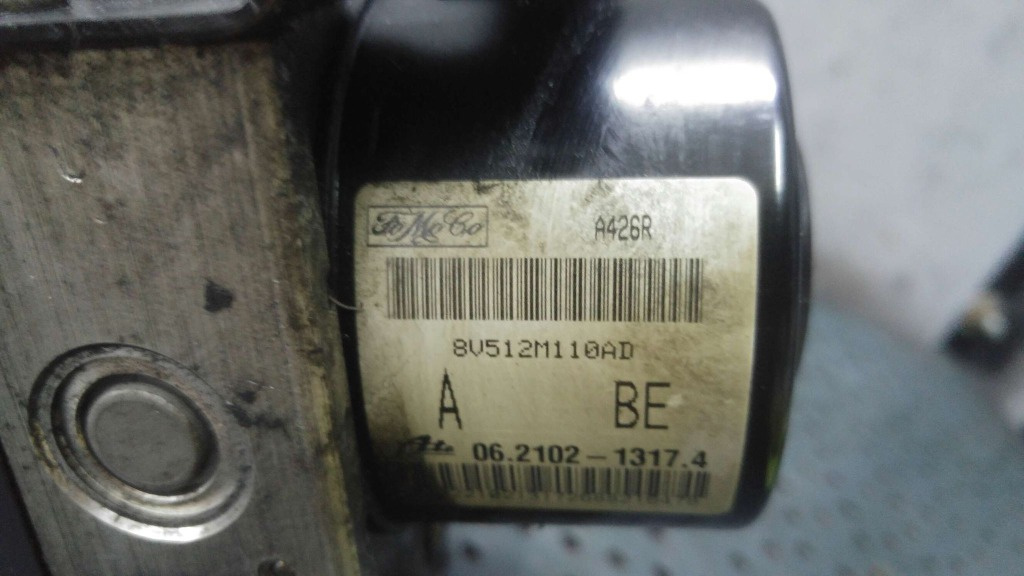 FoMoCo A426R
8V512M110AD
A BE
Ate 06.2102-1317.4